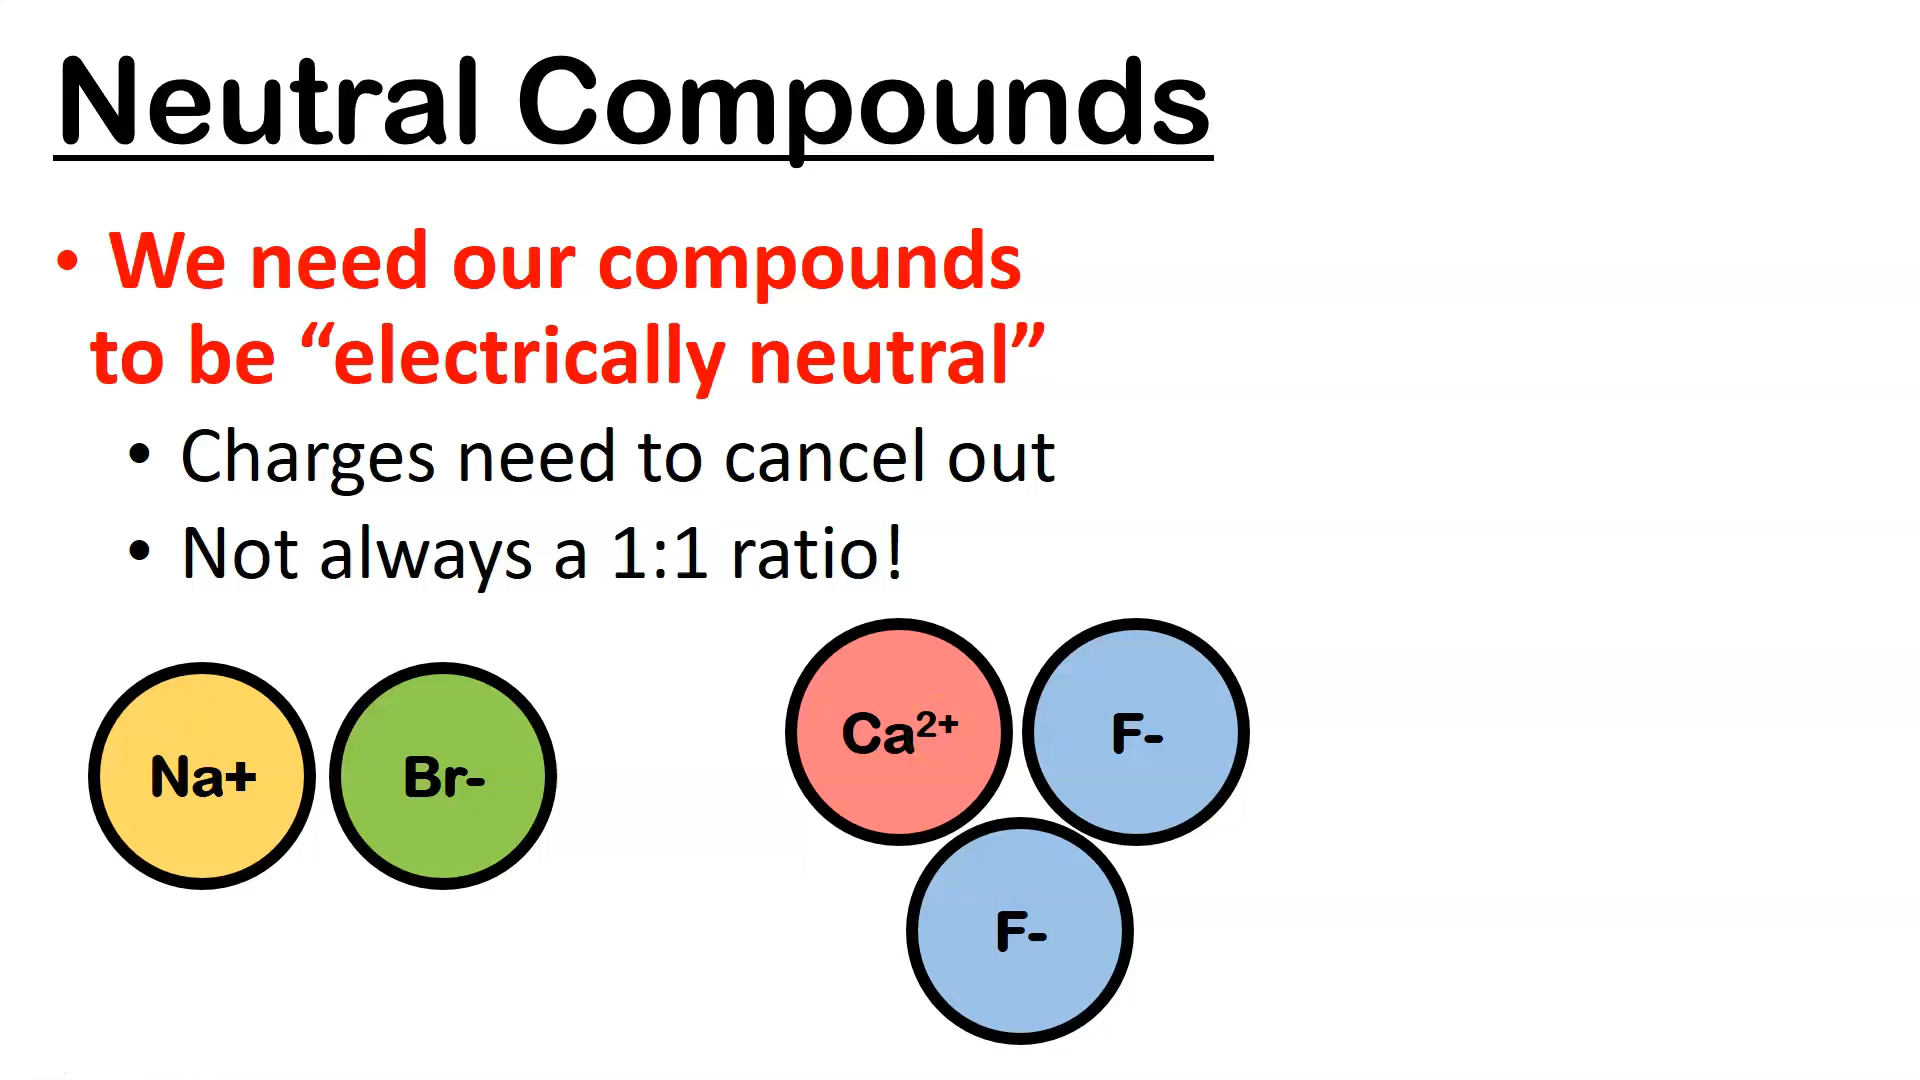 Neutral Compounds
• We need our compounds
to be “electrically neutral”
• Charges need to cancel out
• Not always a 1:1 ratio!
Na+ Br-
Ca²⁺ F-
F-